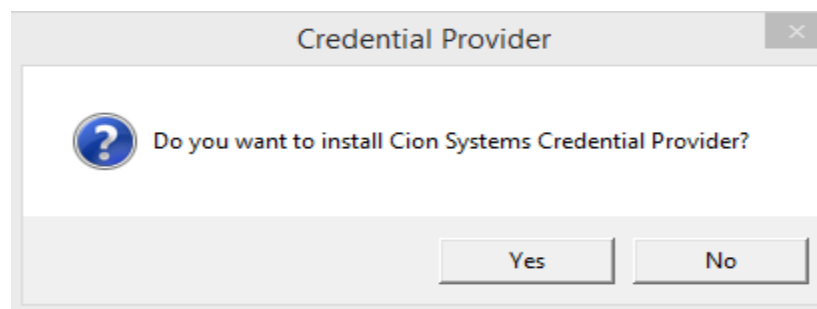 Credential Provider
Do you want to install Cion Systems Credential Provider?
Yes No